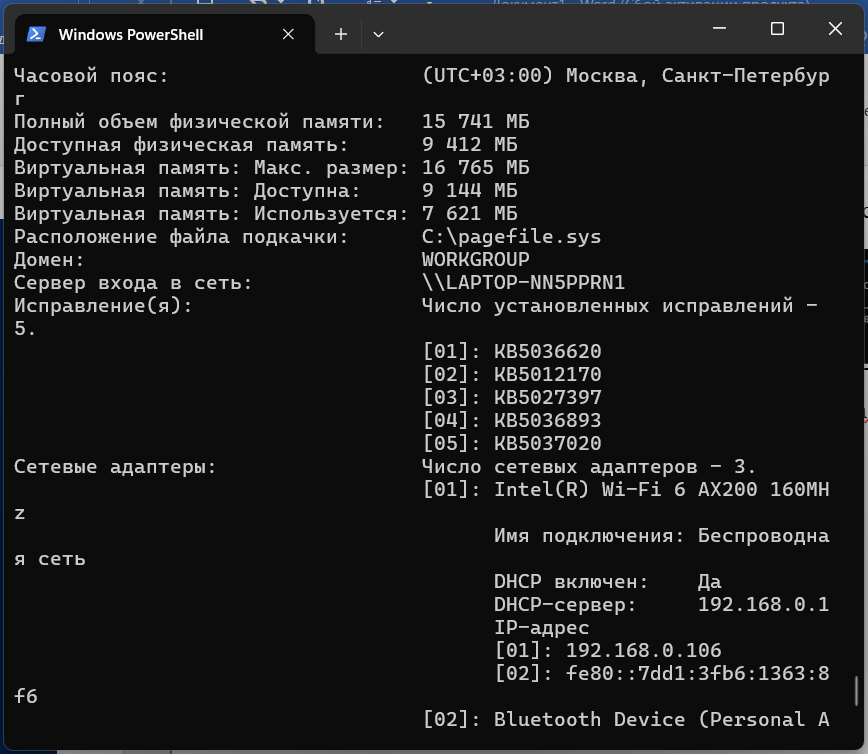 Windows PowerShell
Часовой пояс: (UTC+03:00) Москва, Санкт-Петербур
г
Полный объем физической памяти: 15 741 МБ
Доступная физическая память: 9 412 МБ
Виртуальная память: Макс. размер: 16 765 МБ
Виртуальная память: Доступна: 9 144 МБ
Виртуальная память: Используется: 7 621 МБ
Расположение файла подкачки: C:\pagefile.sys
Домен: WORKGROUP
Сервер входа в сеть: \\LAPTOP-NN5PPRN1
Исправление(я): Число установленных исправлений -
5.
[01]: KB5036620
[02]: KB5012170
[03]: KB5027397
[04]: KB5036893
[05]: KB5037020
Сетевые адаптеры: Число сетевых адаптеров - 3.
[01]: Intel(R) Wi-Fi 6 AX200 160MH
z
Имя подключения: Беспроводна
я сеть
DHCP включен: Да
DHCP-сервер: 192.168.0.1
IP-адрес
[01]: 192.168.0.106
[02]: fe80::7dd1:3fb6:1363:8
f6
[02]: Bluetooth Device (Personal A